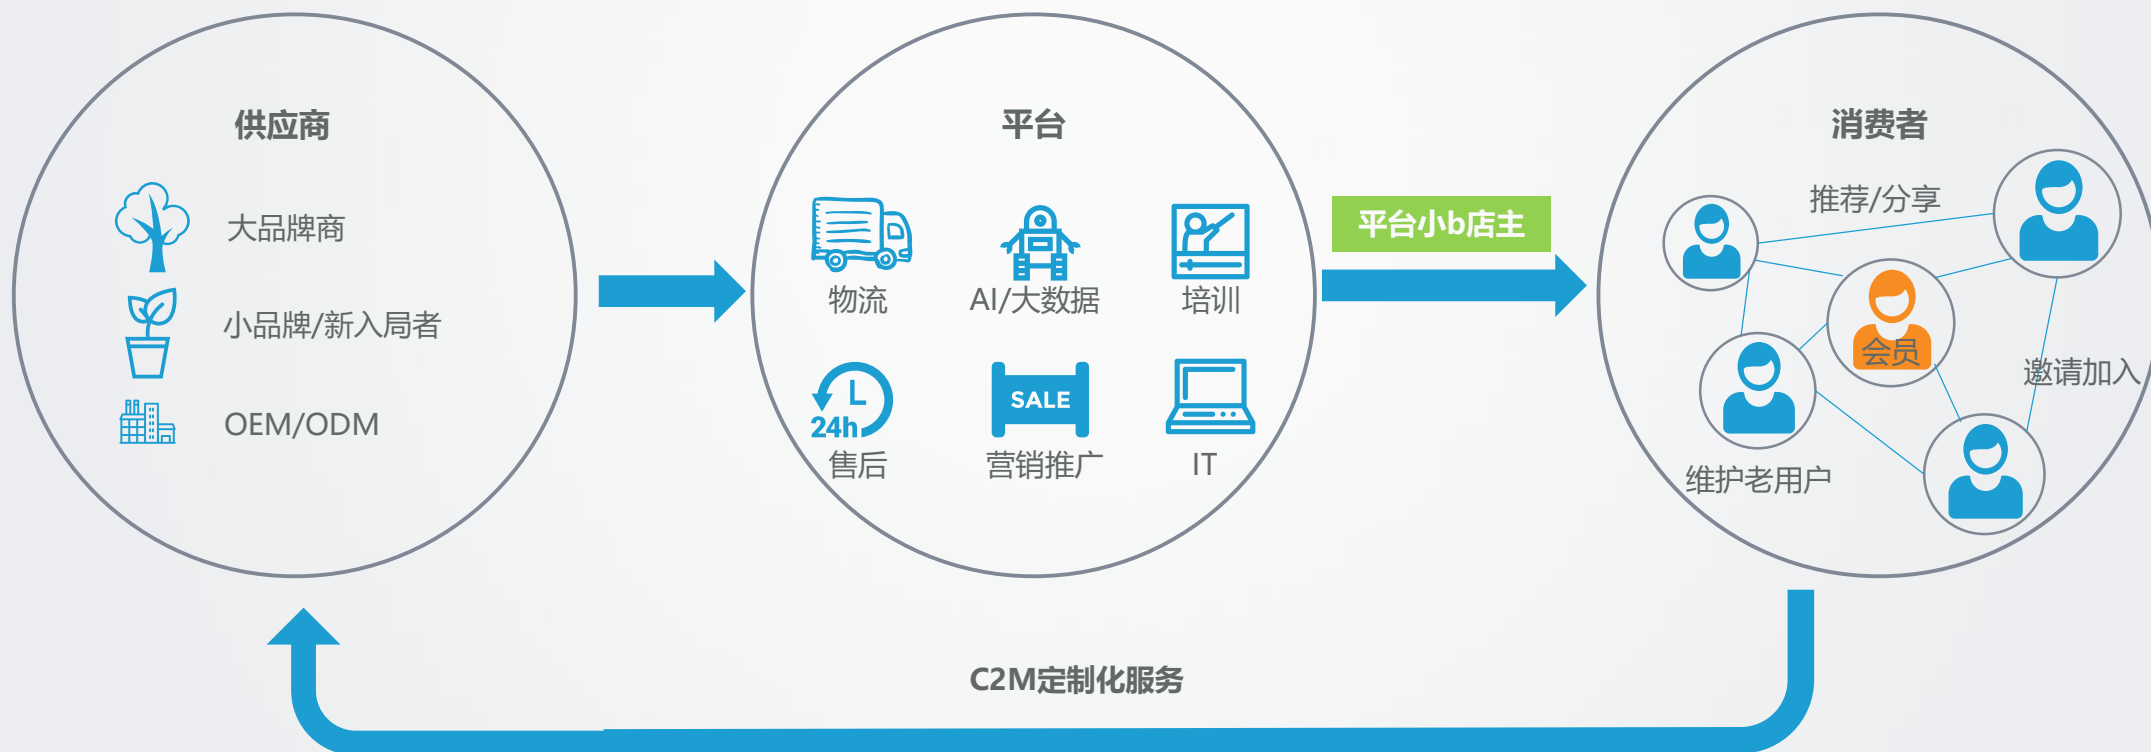 供应商
大品牌商
小品牌/新入局者
OEM/ODM
平台
物流
AI/大数据
培训
24h
售后
SALE
营销推广
IT
平台小b店主
消费者
推荐/分享
会员
邀请加入
维护老用户
C2M定制化服务